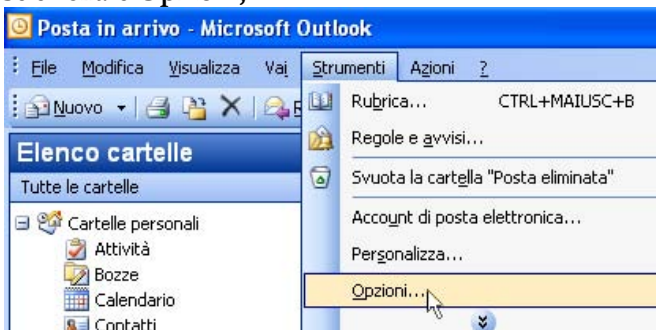 Posta in arrivo - Microsoft Outlook
File Modifica Visualizza Vai Strumenti Azioni ?
Nuovo
Rubrica... CTRL+MAIUSC+B
Regole e avvisi...
Elenco cartelle
Tutte le cartelle
Svuota la cartella "Posta eliminata"
Cartelle personali
Account di posta elettronica...
Attività
Personalizza...
Bozze
Calendario
Opzioni...
Contatti